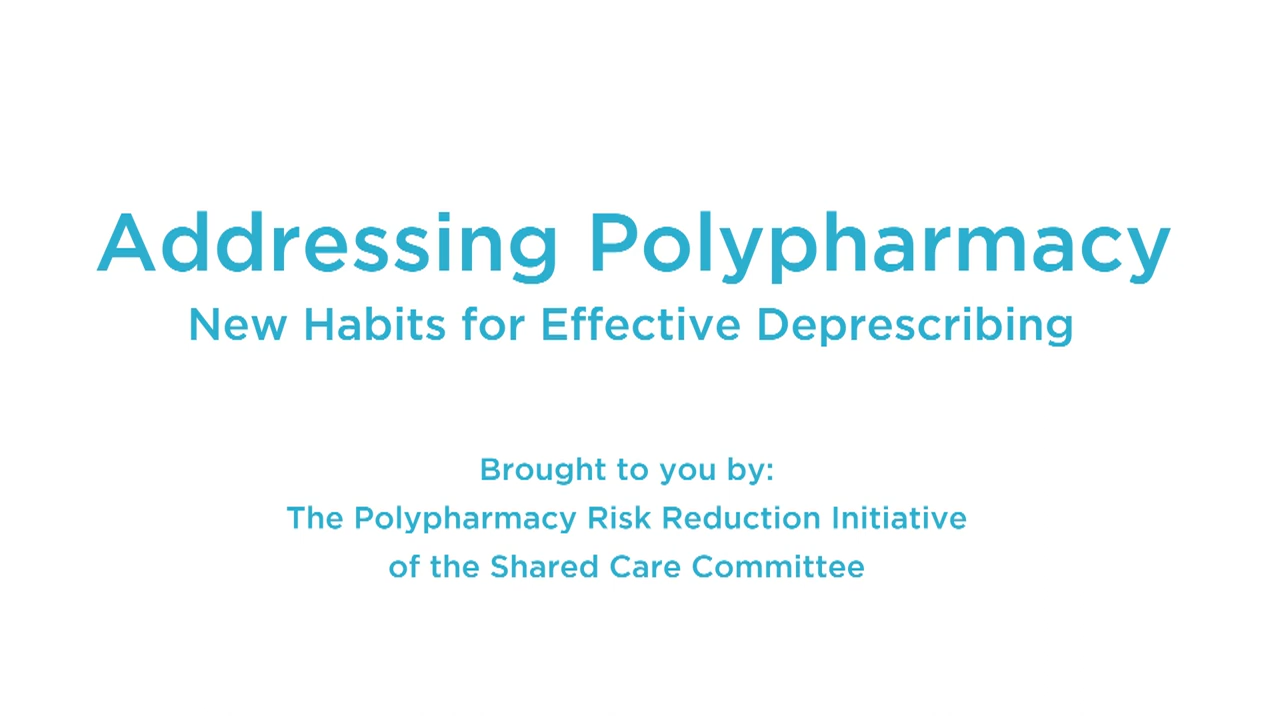 Addressing Polypharmacy
New Habits for Effective Deprescribing
Brought to you by:
The Polypharmacy Risk Reduction Initiative
of the Shared Care Committee